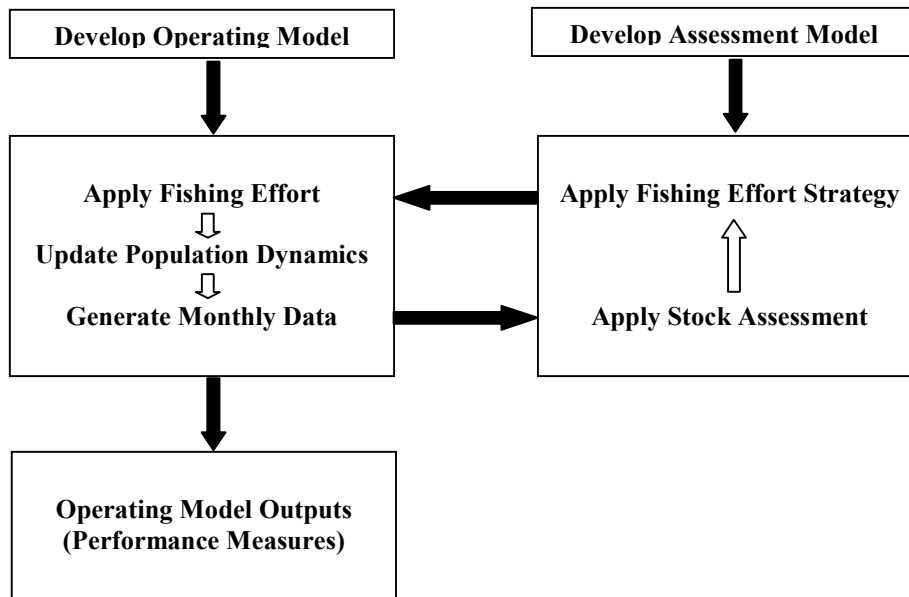 Develop Operating Model
Develop Assessment Model
Apply Fishing Effort
Update Population Dynamics
Generate Monthly Data
Apply Fishing Effort Strategy
Apply Stock Assessment
Operating Model Outputs
(Performance Measures)